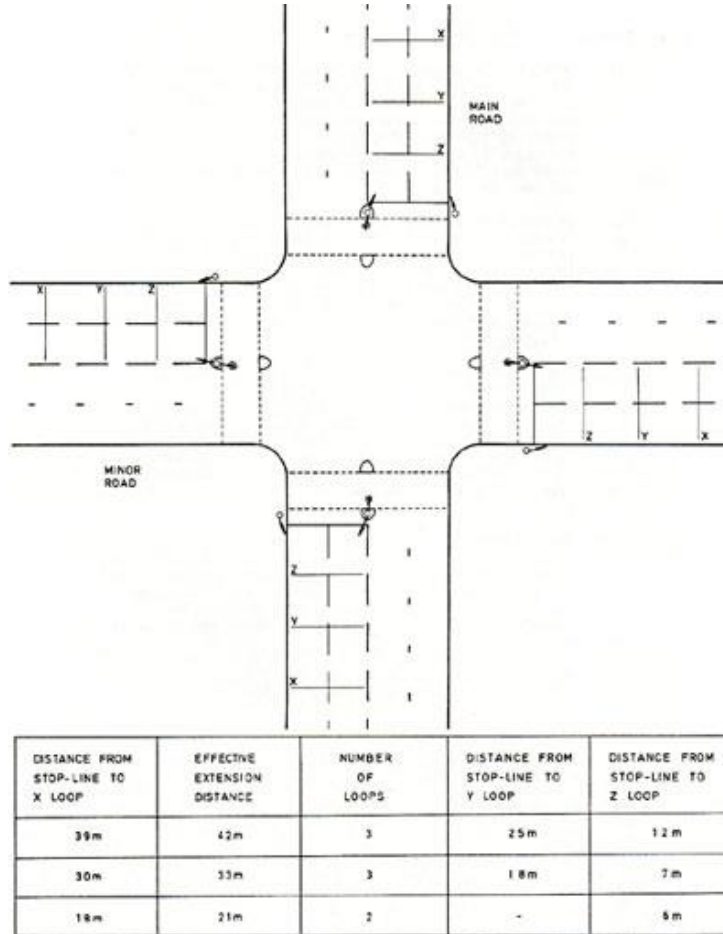 X
Y
Z
MAIN
ROAD
X
Y
Z
Z
Y
X
MINOR
ROAD
Z
Y
X
DISTANCE FROM
STOP-LINE TO
X LOOP
EFFECTIVE
EXTENSION
DISTANCE
NUMBER
OF
LOOPS
DISTANCE FROM
STOP-LINE TO
Y LOOP
DISTANCE FROM
STOP-LINE TO
Z LOOP
39m
42m
3
25m
12m
30m
33m
3
18m
7m
18m
21m
2
-